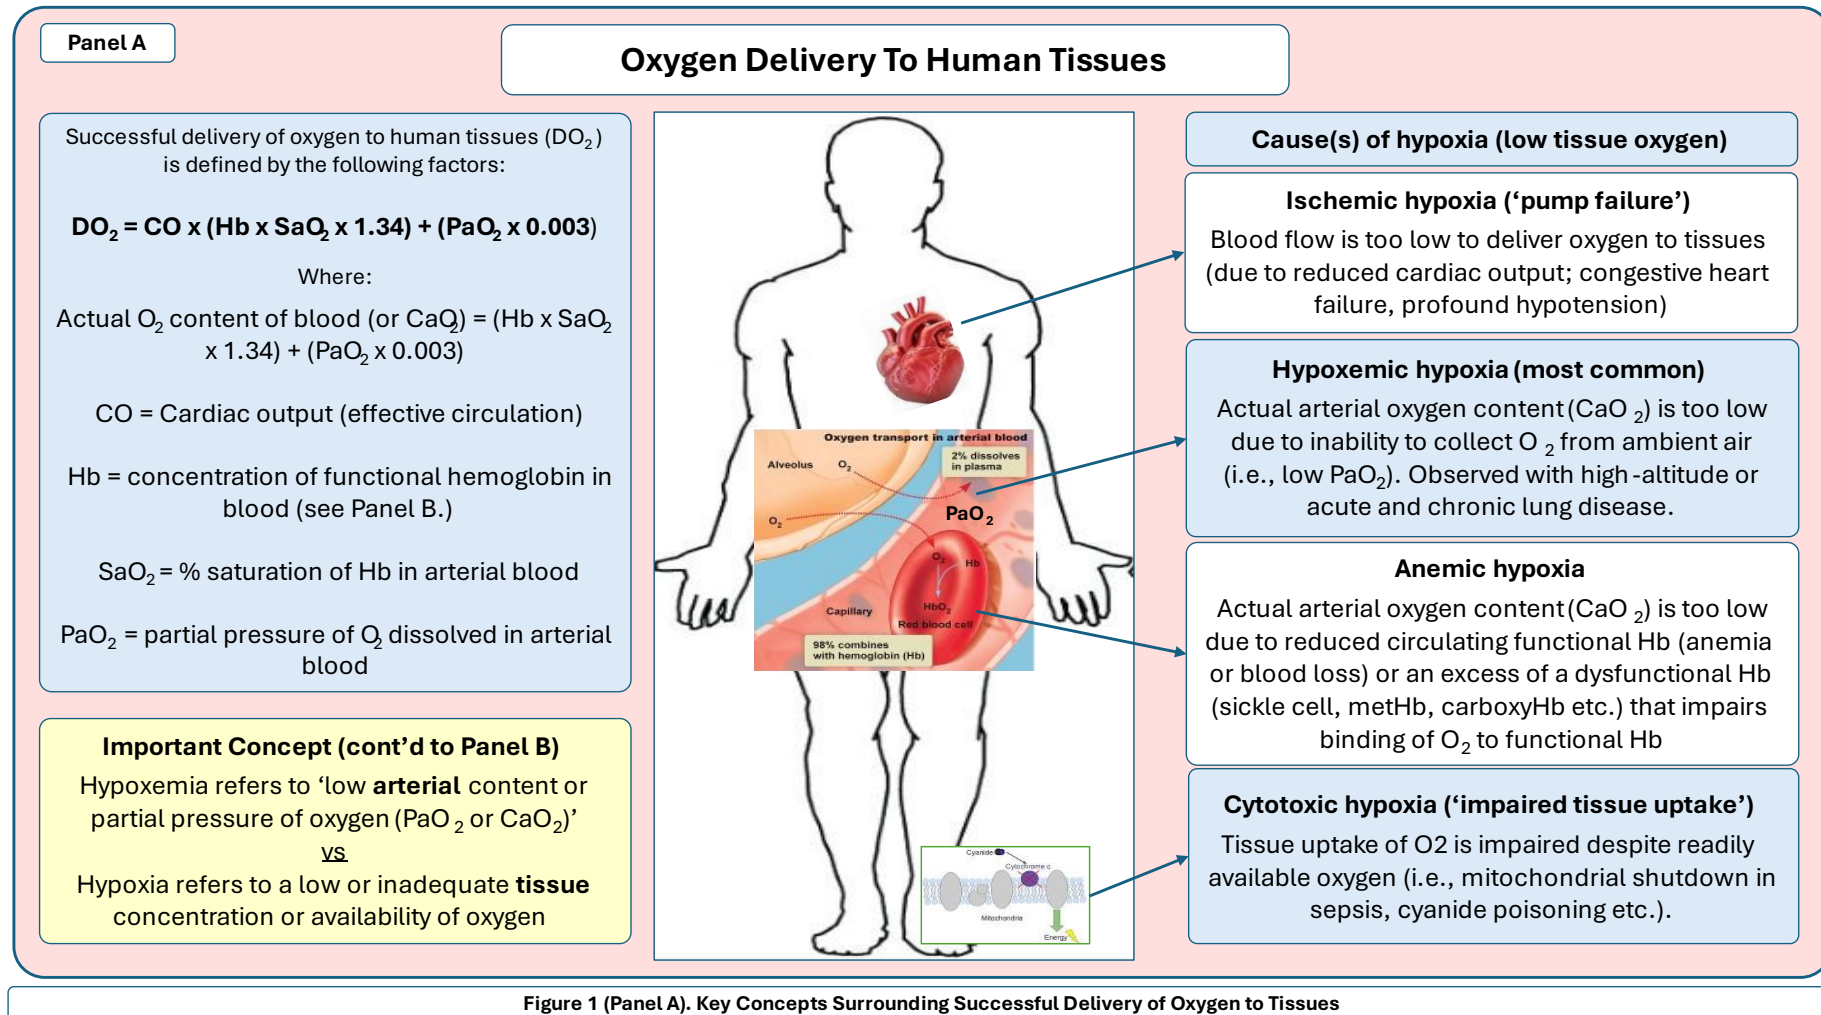 Panel A
Oxygen Delivery To Human Tissues
Successful delivery of oxygen to human tissues (DO2)
is defined by the following factors:
DO2 = CO x (Hb x SaO2 x 1.34) + (PaO2 x 0.003)
Where:
Actual O2 content of blood (or CaO2) = (Hb x SaO2
x 1.34) + (PaO2 x 0.003)
CO = Cardiac output (effective circulation)
Hb = concentration of functional hemoglobin in
blood (see Panel B.)
SaO2 = % saturation of Hb in arterial blood
PaO2 = partial pressure of O2 dissolved in arterial
blood
Important Concept (cont’d to Panel B)
Hypoxemia refers to ‘low arterial content or
partial pressure of oxygen (PaO2 or CaO2)’
vs
Hypoxia refers to a low or inadequate tissue
concentration or availability of oxygen
Oxygen transport in arterial blood
Alveolus
O2
2% dissolves
in plasma
PaO2
O2
O2
Hb
HbO2
Capillary
Red blood cell
98% combines
with hemoglobin (Hb)
Cyanide
Cytochrome c
Mitochondria
Energy
Cause(s) of hypoxia (low tissue oxygen)
Ischemic hypoxia (‘pump failure’)
Blood flow is too low to deliver oxygen to tissues
(due to reduced cardiac output; congestive heart
failure, profound hypotension)
Hypoxemic hypoxia (most common)
Actual arterial oxygen content (CaO2) is too low
due to inability to collect O2 from ambient air
(i.e., low PaO2). Observed with high-altitude or
acute and chronic lung disease.
Anemic hypoxia
Actual arterial oxygen content (CaO2) is too low
due to reduced circulating functional Hb (anemia
or blood loss) or an excess of a dysfunctional Hb
(sickle cell, metHb, carboxyHb etc.) that impairs
binding of O2 to functional Hb
Cytotoxic hypoxia (‘impaired tissue uptake’)
Tissue uptake of O2 is impaired despite readily
available oxygen (i.e., mitochondrial shutdown in
sepsis, cyanide poisoning etc.).
Figure 1 (Panel A). Key Concepts Surrounding Successful Delivery of Oxygen to Tissues